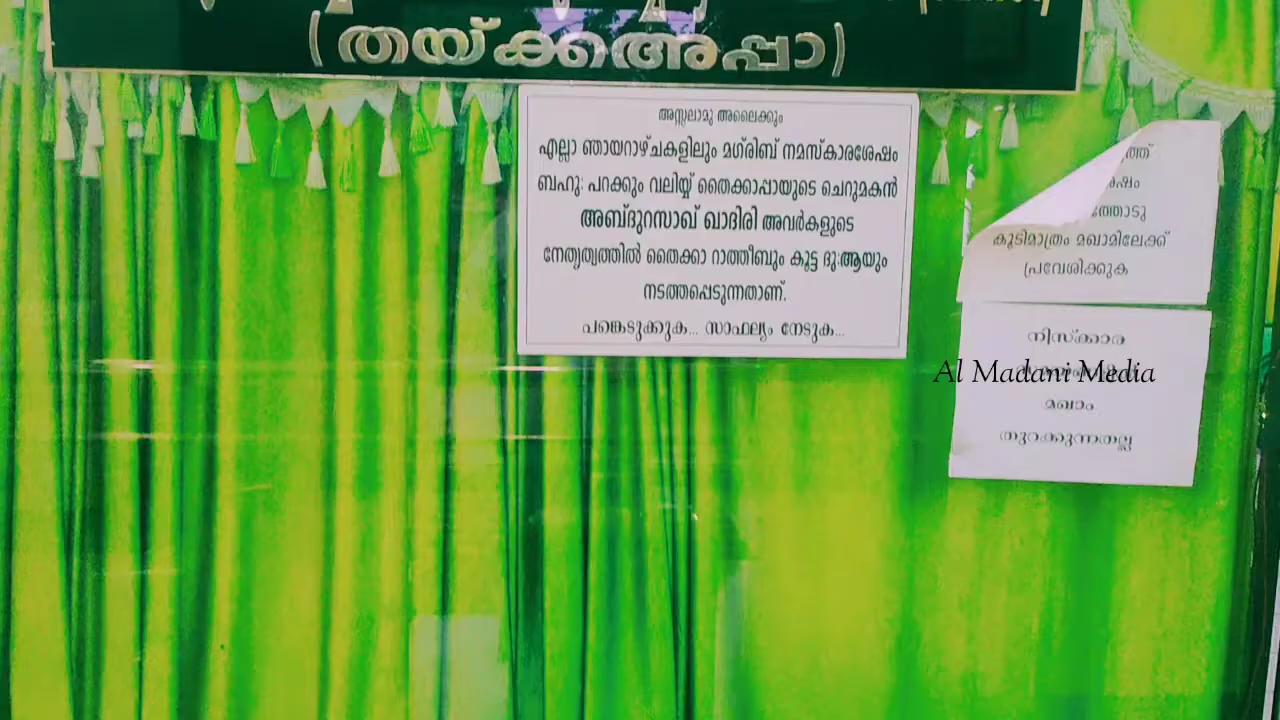 (തയ്ക്കഅപ്പാ)
അസ്സലാമു അലൈക്കും
എല്ലാ ഞായറാഴ്ചകളിലും മഗ്‌രിബ് നമസ്കാരശേഷം
ബഹു: പറക്കും വലിയ്യ് തൈക്കാപ്പായുടെ ചെറുമകൻ
അബ്ദുറസാഖ് ഖാദിരി അവർകളുടെ
നേതൃത്വത്തിൽ തൈക്കാ റാത്തീബും കൂട്ട ദു:ആയും
നടത്തപ്പെടുന്നതാണ്.
പങ്കെടുക്കുക... സാഫല്യം നേടുക...
കൂടിമാത്രം മഖാമിലേക്ക്
പ്രവേശിക്കുക
നിസ്ക്കാര
Al Madani Media
മഖാം
തുറക്കുന്നതല്ല